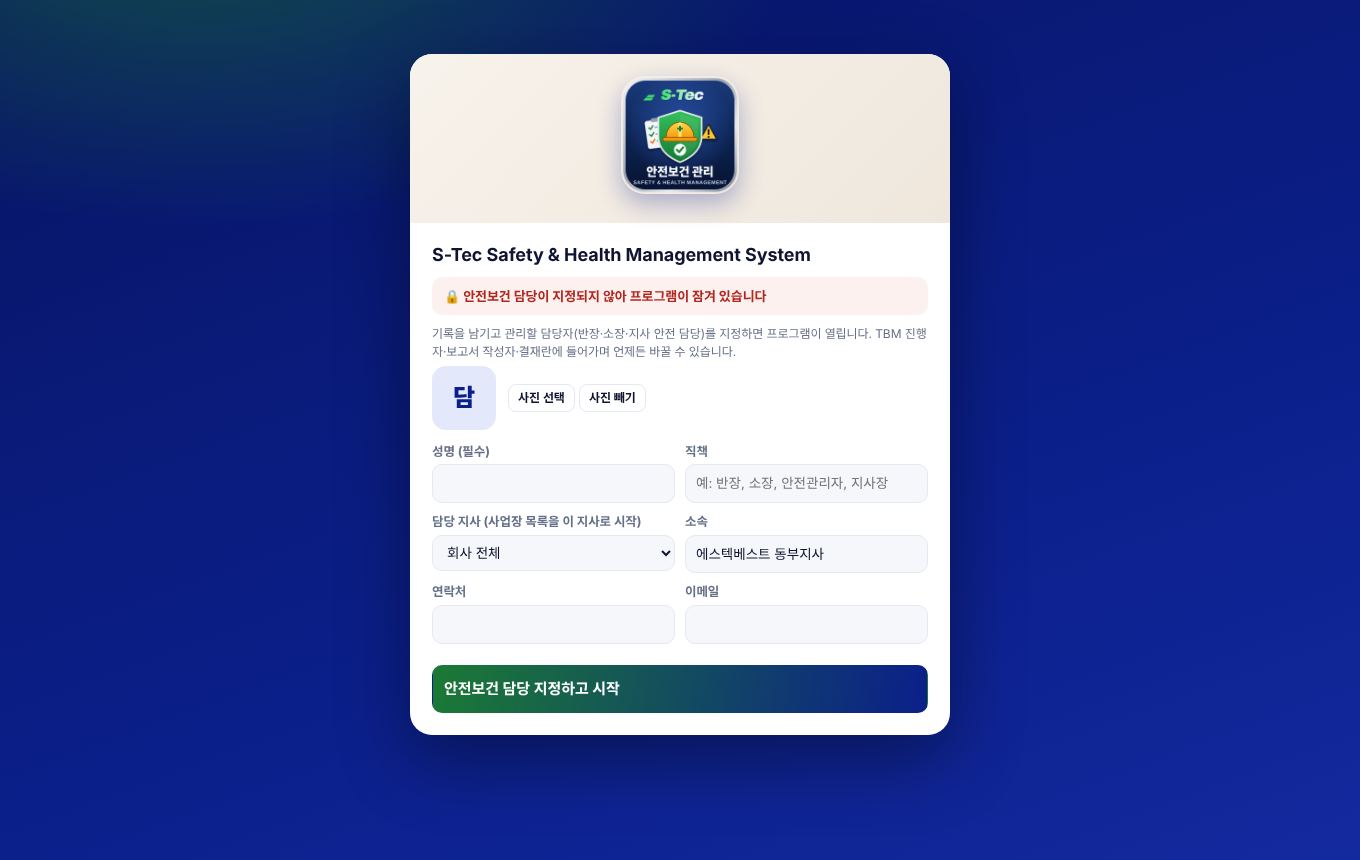 S-Tec
안전보건 관리
SAFETY & HEALTH MANAGEMENT
S-Tec Safety & Health Management System
🔒 안전보건 담당이 지정되지 않아 프로그램이 잠겨 있습니다
기록을 남기고 관리할 담당자(반장·소장·지사 안전 담당)를 지정하면 프로그램이 열립니다. TBM 진행
자·보고서 작성자·결재란에 들어가며 언제든 바꿀 수 있습니다.
담
사진 선택 사진 빼기
성명 (필수) 직책
예: 반장, 소장, 안전관리자, 지사장
담당 지사 (사업장 목록을 이 지사로 시작) 소속
회사 전체 에스텍베스트 동부지사
연락처 이메일
안전보건 담당 지정하고 시작